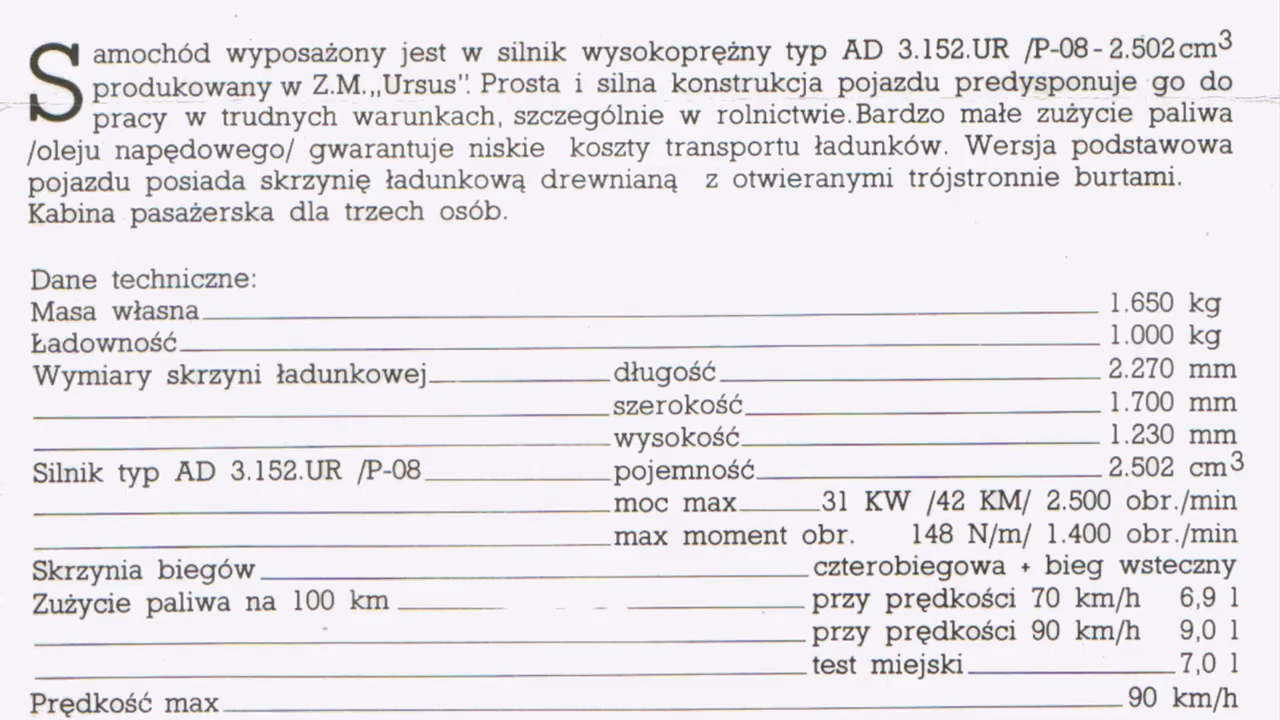 Samochód wyposażony jest w silnik wysokoprężny typ AD 3.152.UR /P-08 - 2.502 cm³
produkowany w Z.M.„Ursus”. Prosta i silna konstrukcja pojazdu predysponuje go do
pracy w trudnych warunkach, szczególnie w rolnictwie. Bardzo małe zużycie paliwa
/oleju napędowego/ gwarantuje niskie koszty transportu ładunków. Wersja podstawowa
pojazdu posiada skrzynię ładunkową drewnianą z otwieranymi trójstronnie burtami.
Kabina pasażerska dla trzech osób.
Dane techniczne:
Masa własna 1.650 kg
Ładowność 1.000 kg
Wymiary skrzyni ładunkowej długość 2.270 mm
szerokość 1.700 mm
wysokość 1.230 mm
Silnik typ AD 3.152.UR /P-08 pojemność 2.502 cm³
moc max 31 KW /42 KM/ 2.500 obr./min
max moment obr. 148 N/m/ 1.400 obr./min
Skrzynia biegów czterobiegowa + bieg wsteczny
Zużycie paliwa na 100 km przy prędkości 70 km/h 6,9 l
przy prędkości 90 km/h 9,0 l
test miejski 7,0 l
Prędkość max 90 km/h